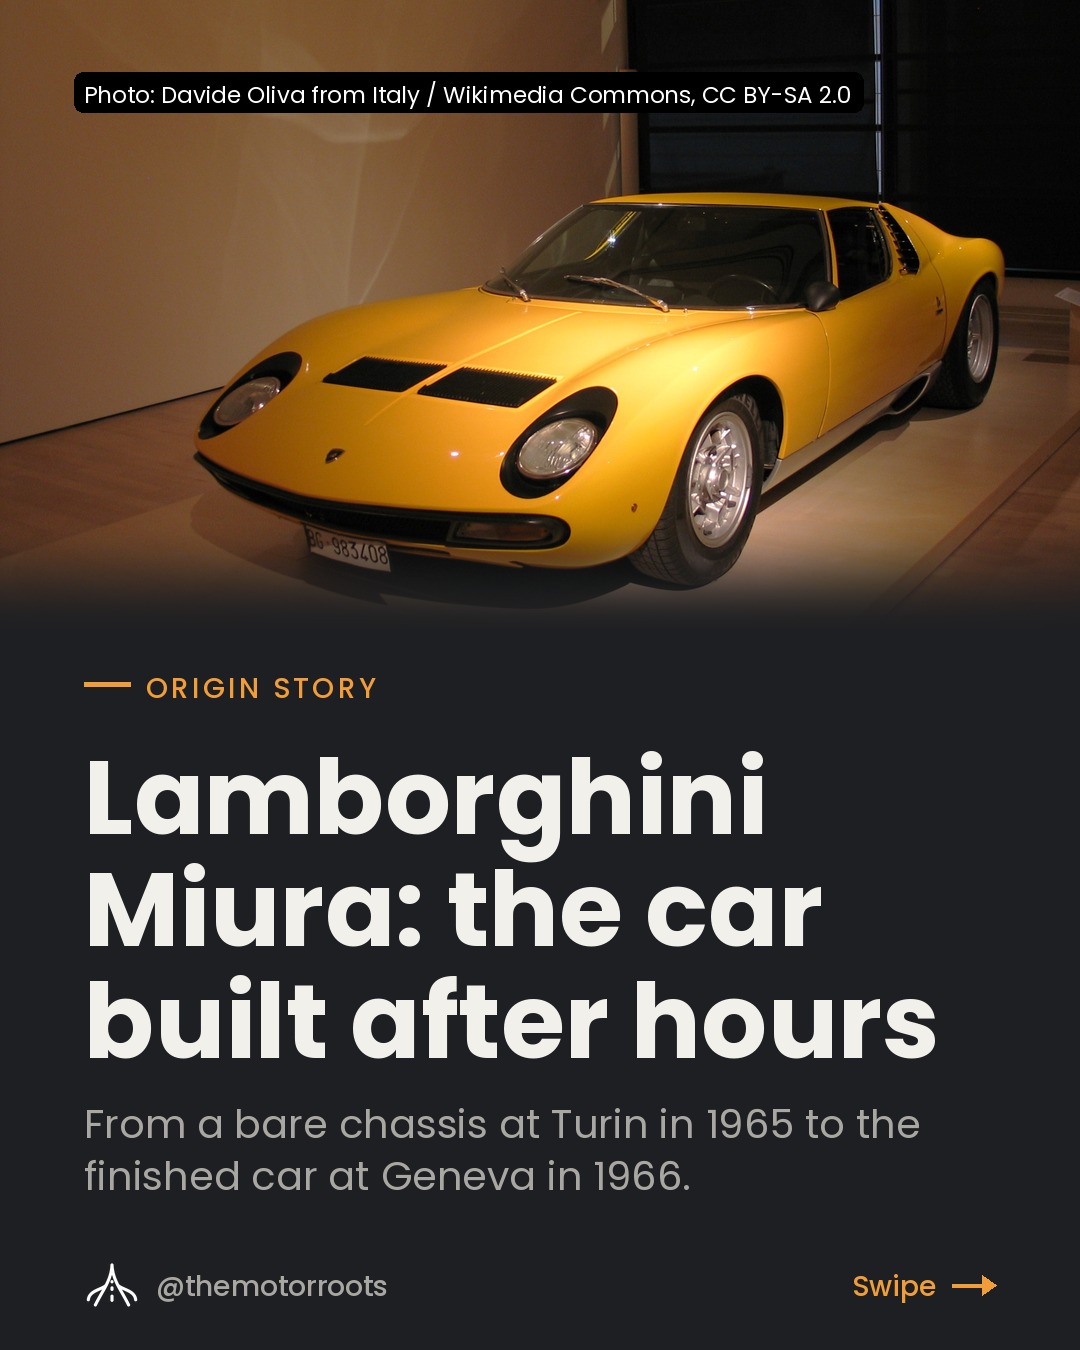 Photo: Davide Oliva from Italy / Wikimedia Commons, CC BY-SA 2.0
BG-983408
ORIGIN STORY
Lamborghini
Miura: the car
built after hours
From a bare chassis at Turin in 1965 to the
finished car at Geneva in 1966.
@themotorroots
Swipe